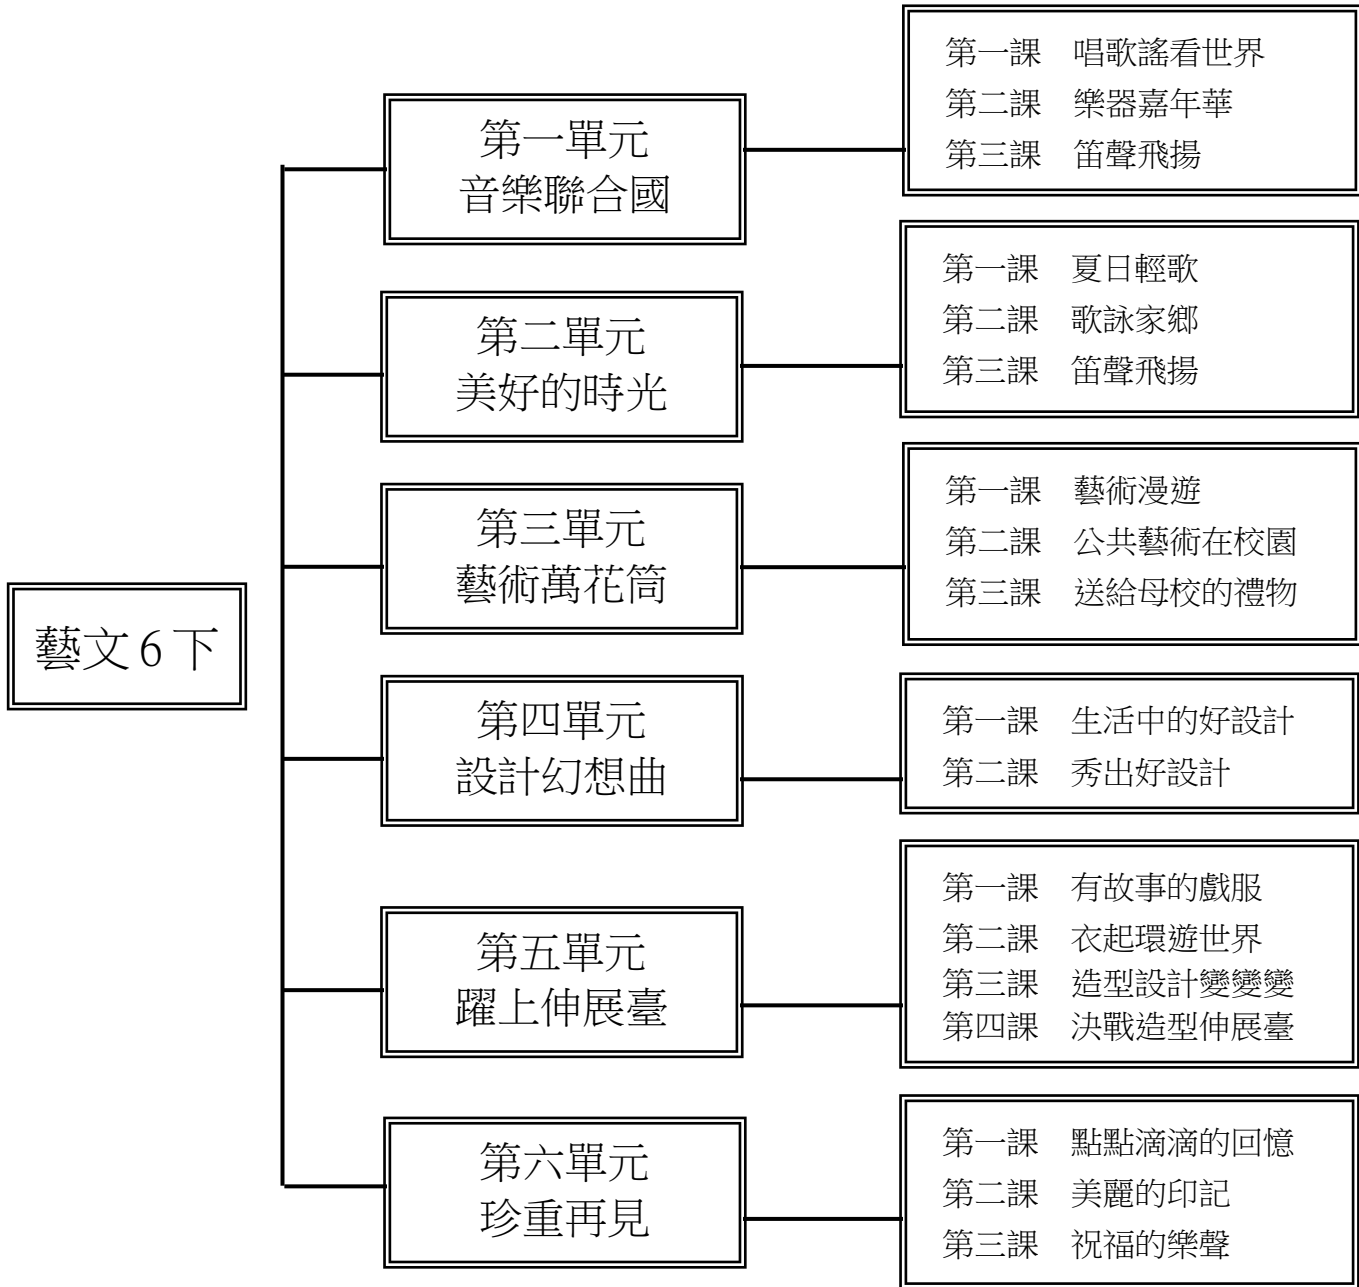 藝文6下
第一單元
音樂聯合國
第一課　唱歌謠看世界
第二課　樂器嘉年華
第三課　笛聲飛揚
第二單元
美好的時光
第一課　夏日輕歌
第二課　歌詠家鄉
第三課　笛聲飛揚
第三單元
藝術萬花筒
第一課　藝術漫遊
第二課　公共藝術在校園
第三課　送給母校的禮物
第四單元
設計幻想曲
第一課　生活中的好設計
第二課　秀出好設計
第五單元
躍上伸展臺
第一課　有故事的戲服
第二課　衣起環遊世界
第三課　造型設計變變變
第四課　決戰造型伸展臺
第六單元
珍重再見
第一課　點點滴滴的回憶
第二課　美麗的印記
第三課　祝福的樂聲